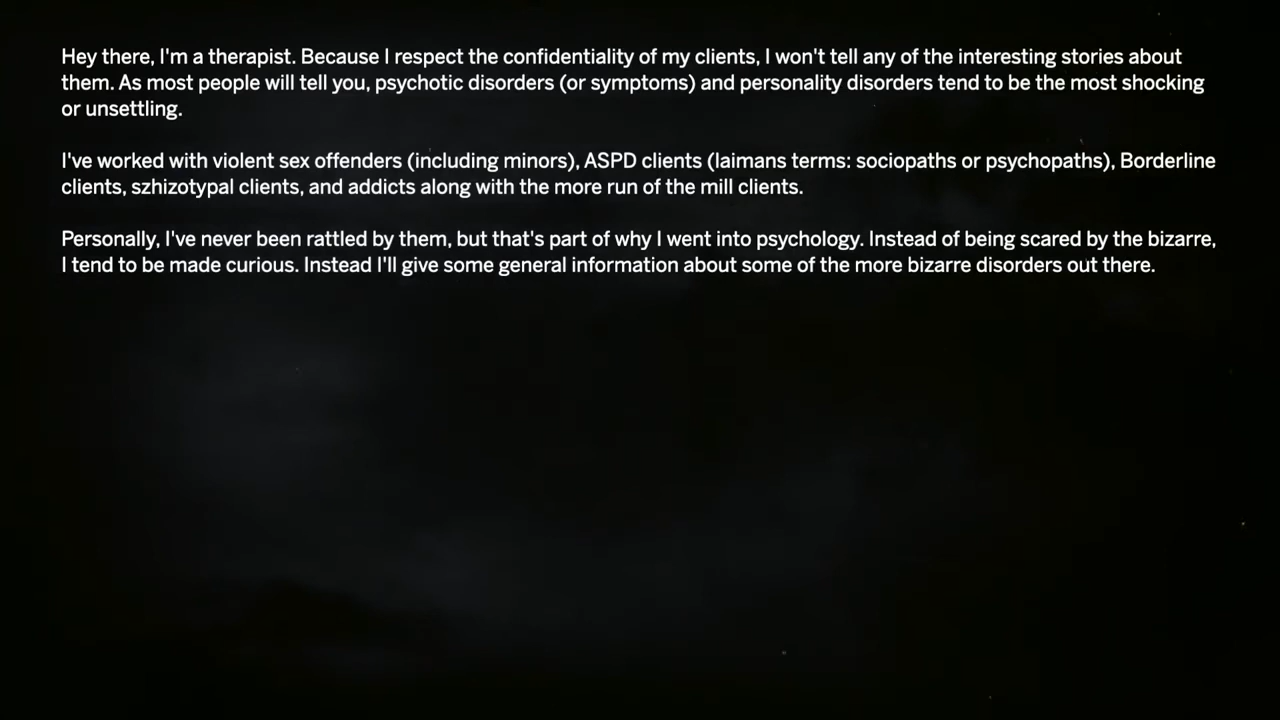 Hey there, I'm a therapist. Because I respect the confidentiality of my clients, I won't tell any of the interesting stories about
them. As most people will tell you, psychotic disorders (or symptoms) and personality disorders tend to be the most shocking
or unsettling.
I've worked with violent sex offenders (including minors), ASPD clients (laimans terms: sociopaths or psychopaths), Borderline
clients, szhizotypal clients, and addicts along with the more run of the mill clients.
Personally, I've never been rattled by them, but that's part of why I went into psychology. Instead of being scared by the bizarre,
I tend to be made curious. Instead I'll give some general information about some of the more bizarre disorders out there.